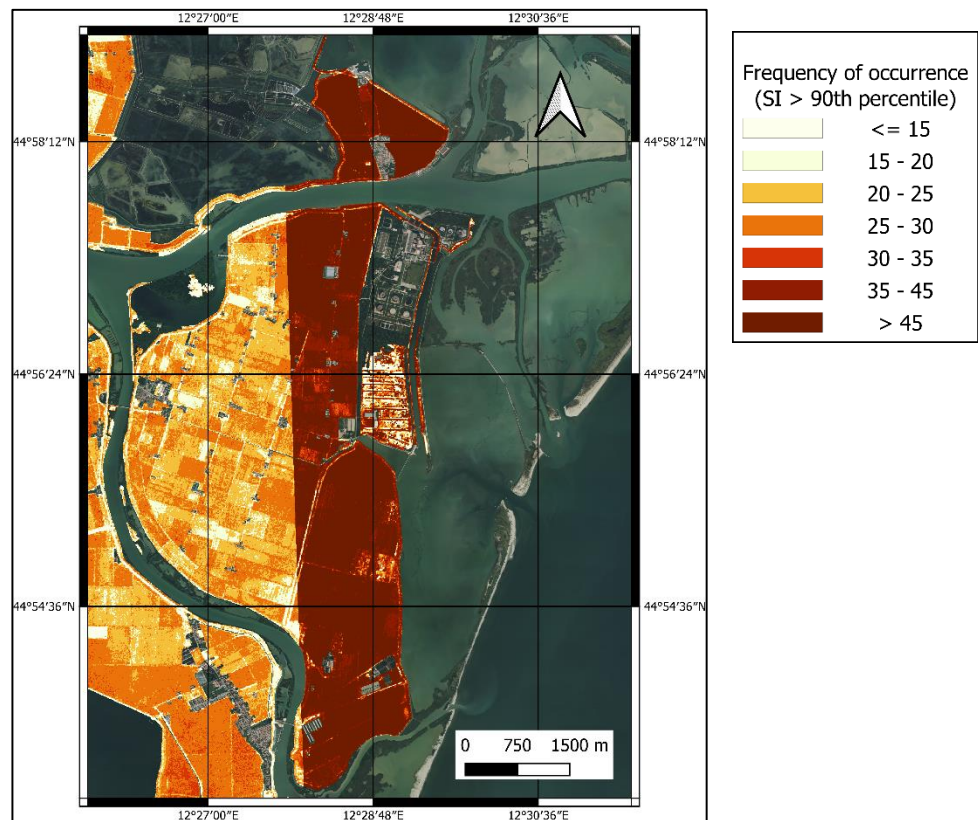 12°27'00"E 12°28'48"E 12°30'36"E
44°58'12"N 44°58'12"N
44°56'24"N 44°56'24"N
44°54'36"N 44°54'36"N
0 750 1500 m
12°27'00"E 12°28'48"E 12°30'36"E
Frequency of occurrence
(SI > 90th percentile)
<= 15
15 - 20
20 - 25
25 - 30
30 - 35
35 - 45
> 45